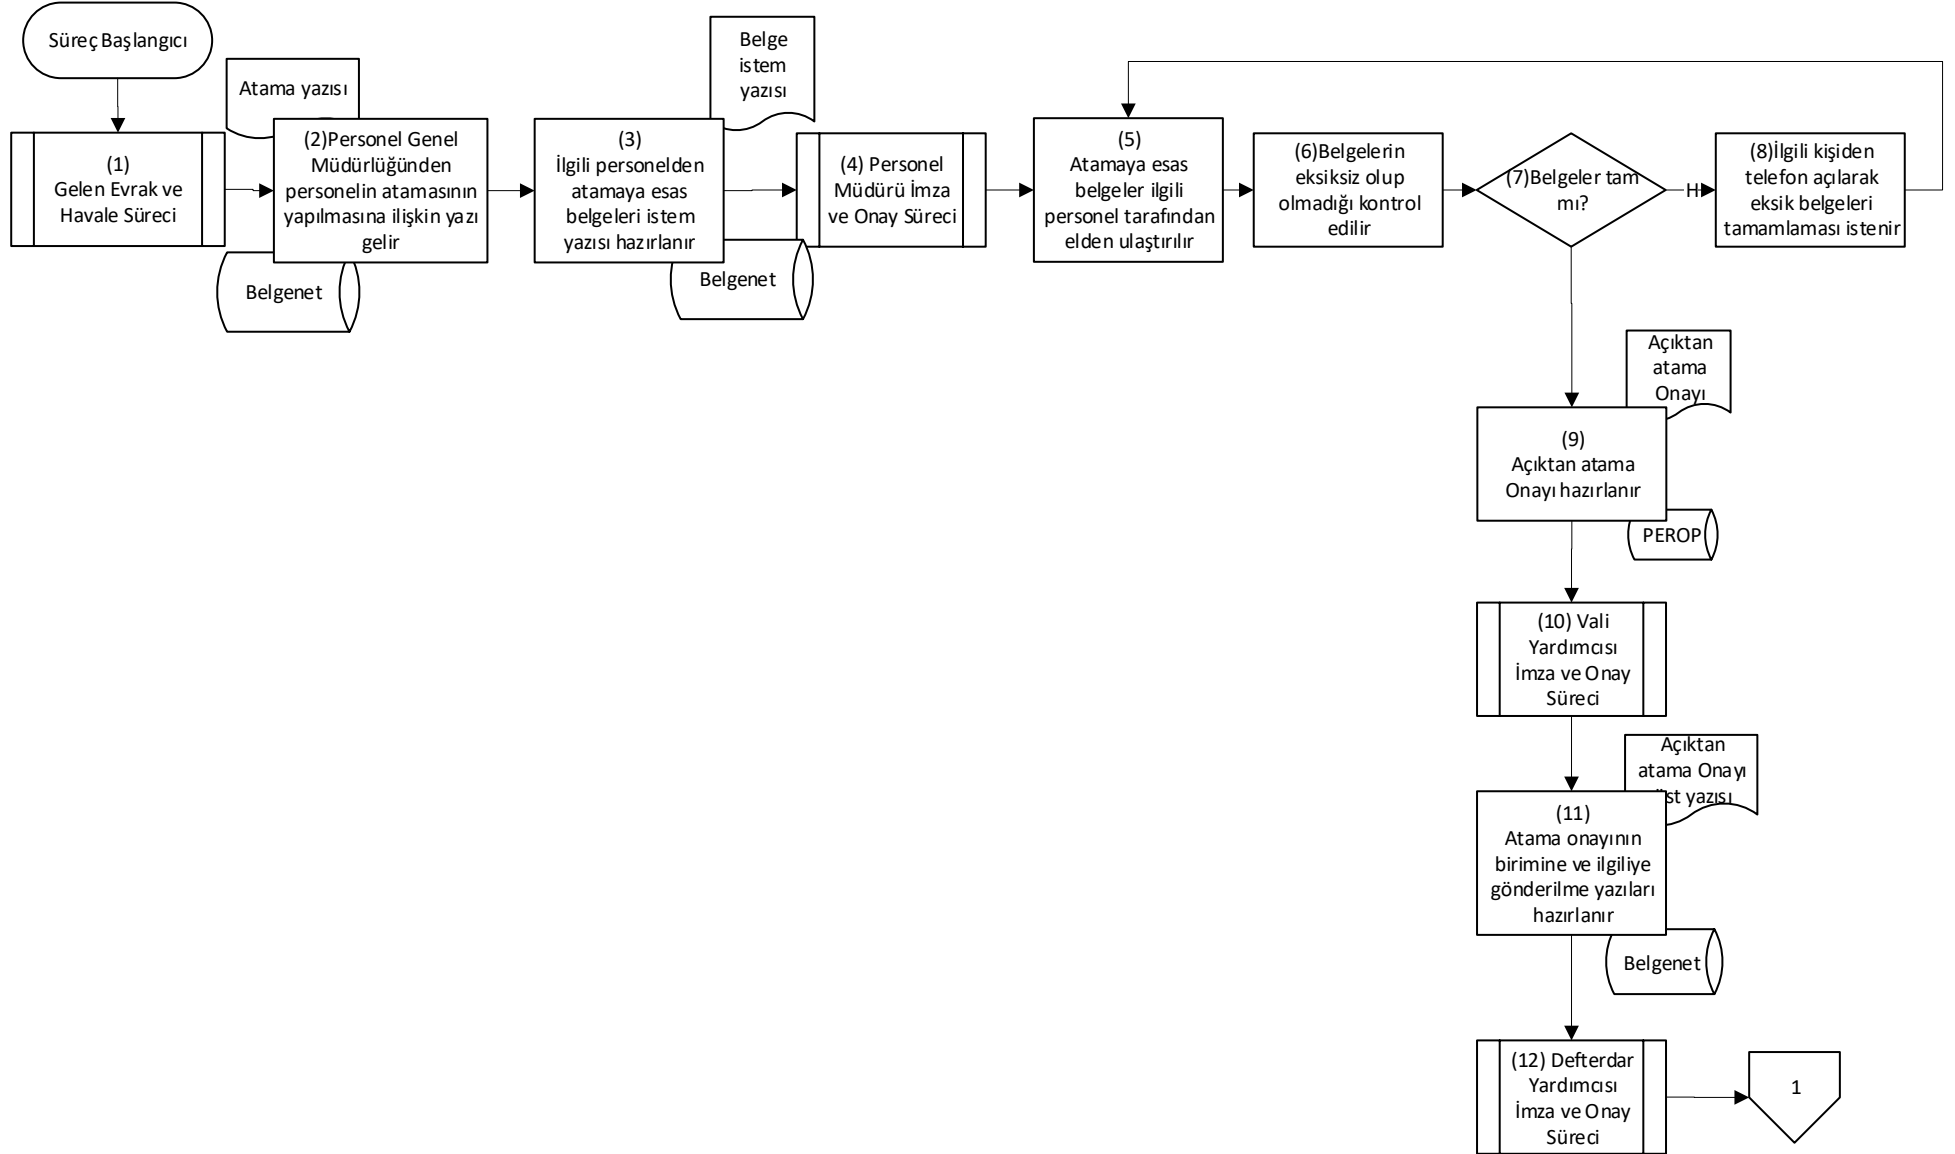 Süreç Başlangıcı
Atama yazısı
Belge
istem
yazısı
(1)
Gelen Evrak ve
Havale Süreci
(2)Personel Genel
Müdürlüğünden
personelin atamasının
yapılmasına ilişkin yazı
gelir
Belgenet
(3)
İlgili personelden
atamaya esas
belgeleri istem
yazısı hazırlanır
Belgenet
(4) Personel
Müdürü İmza
ve Onay Süreci
(5)
Atamaya esas
belgeler ilgili
personel tarafından
elden ulaştırılır
(6)Belgelerin
eksiksiz olup
olmadığı kontrol
edilir
(7)Belgeler tam
mı?
H
(8)İlgili kişiden
telefon açılarak
eksik belgeleri
tamamlaması istenir
Açıktan
atama
Onayı
(9)
Açıktan atama
Onayı hazırlanır
PEROP
(10) Vali
Yardımcısı
İmza ve Onay
Süreci
Açıktan
atama Onayı
yazısı
(11)
Atama onayının
birimine ve ilgiliye
gönderilme yazıları
hazırlanır
Belgenet
(12) Defterdar
Yardımcısı
İmza ve Onay
Süreci
1